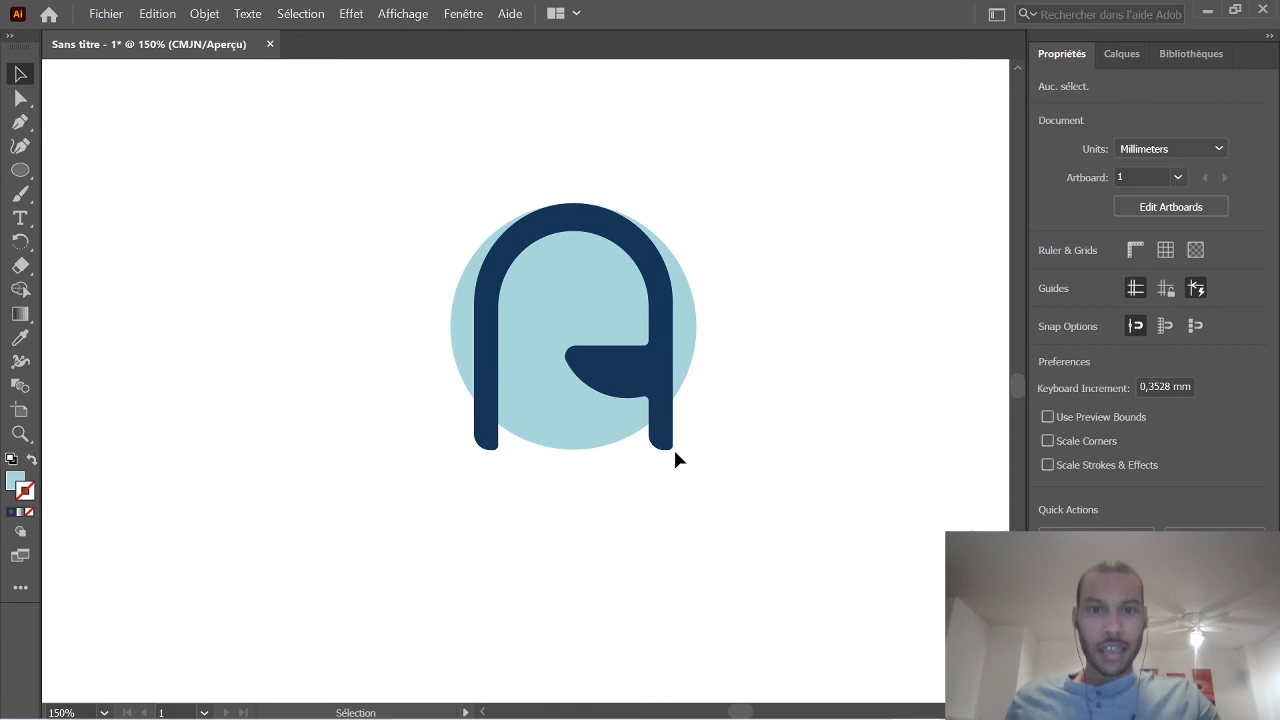 Ai Fichier Edition Objet Texte Sélection Effet Affichage Fenêtre Aide Rechercher dans l'aide Adob
Sans titre - 1* @ 150% (CMJN/Aperçu) ×
Propriétés Calques Bibliothèques
Auc. sélect.
Document
Units: Millimeters
Artboard: 1
Edit Artboards
Ruler & Grids
Guides
Snap Options
Preferences
Keyboard Increment: 0,3528 mm
Use Preview Bounds
Scale Corners
Scale Strokes & Effects
Quick Actions
150% 1 Sélection